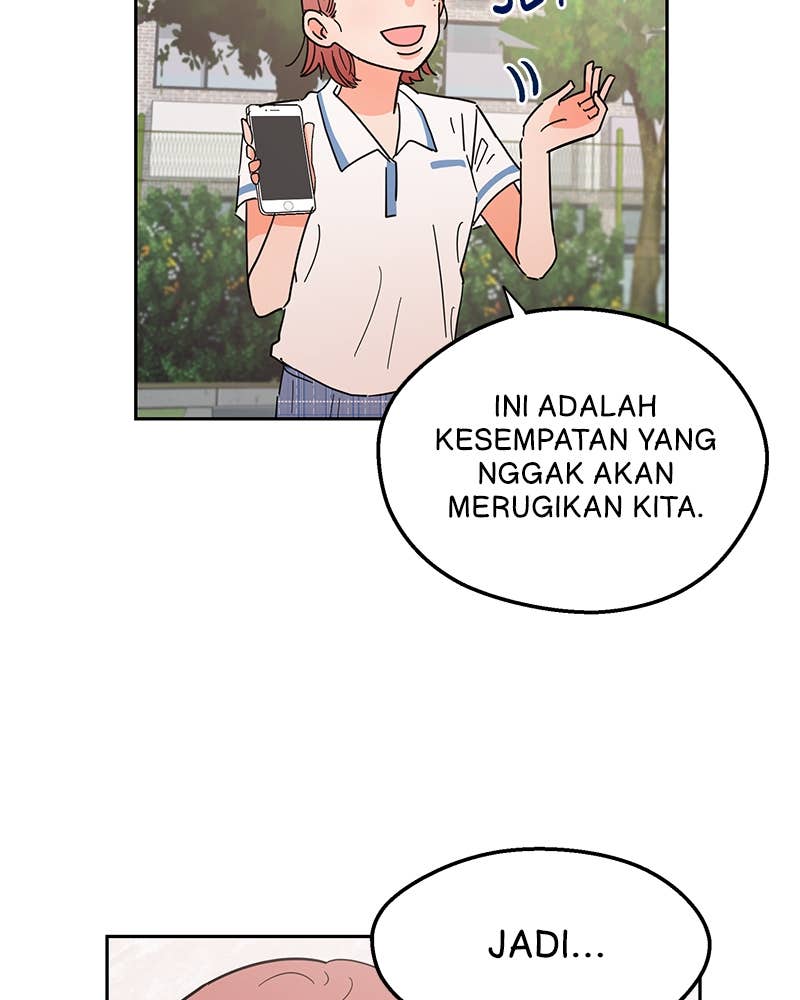 INI ADALAH
KESEMPATAN YANG
NGGAK AKAN
MERUGIKAN KITA.
JADI...